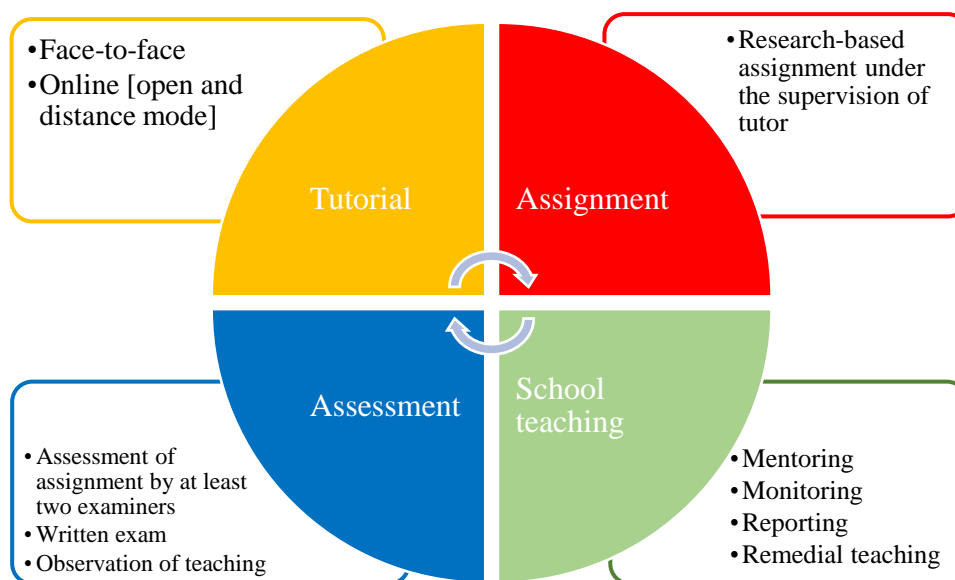 •Face-to-face
•Online [open and
distance mode]
•Research-based
assignment under
the supervision of
tutor
Tutorial
Assignment
Assessment
School
teaching
• Assessment of
assignment by at least
two examiners
• Written exam
• Observation of teaching
•Mentoring
•Monitoring
•Reporting
•Remedial teaching